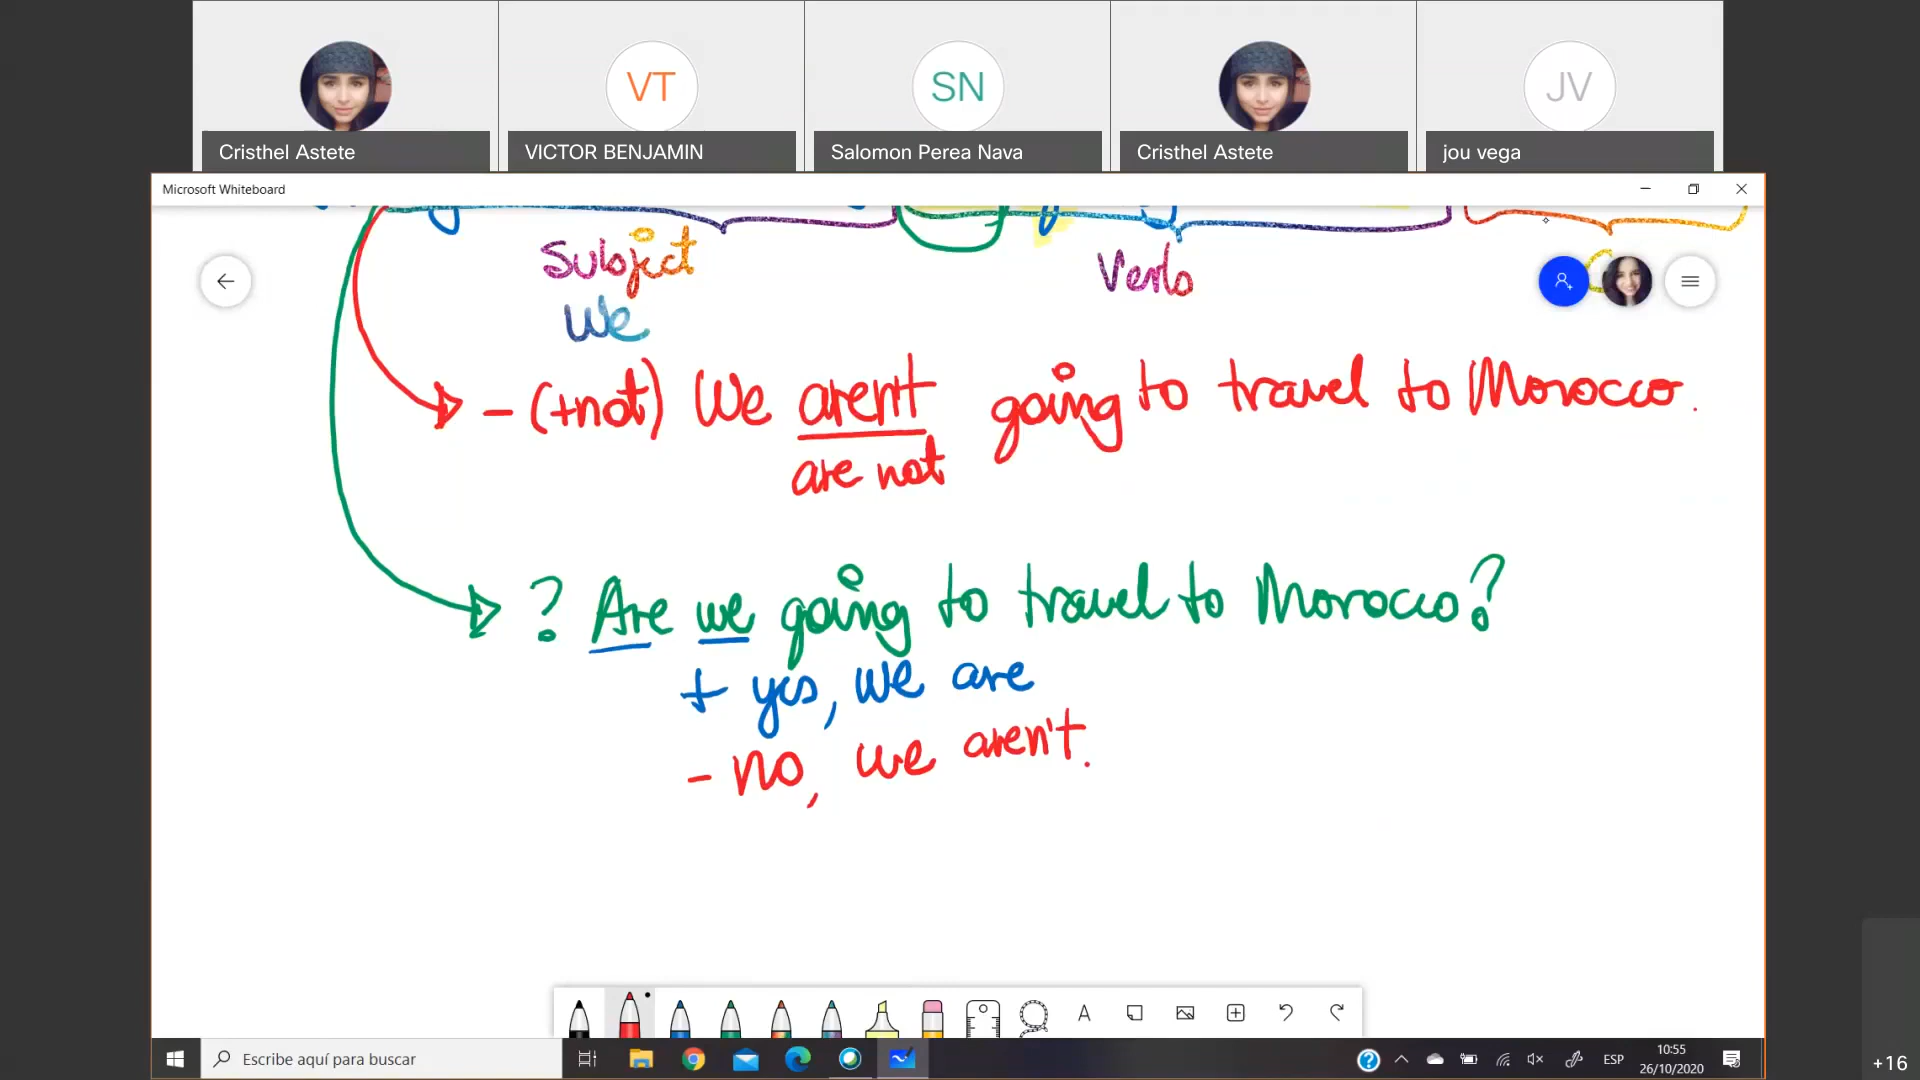 VT
SN
JV
Cristhel Astete
VICTOR BENJAMIN
Salomon Perea Nava
Cristhel Astete
jou vega
Microsoft Whiteboard
Subject
Verb
We
- (+not) We aren't going to travel to Morocco.
are not
? Are we going to travel to Morocco?
+ yes, we are
- no, we aren't.
A
Escribe aquí para buscar
ESP
10:55
26/10/2020
+16